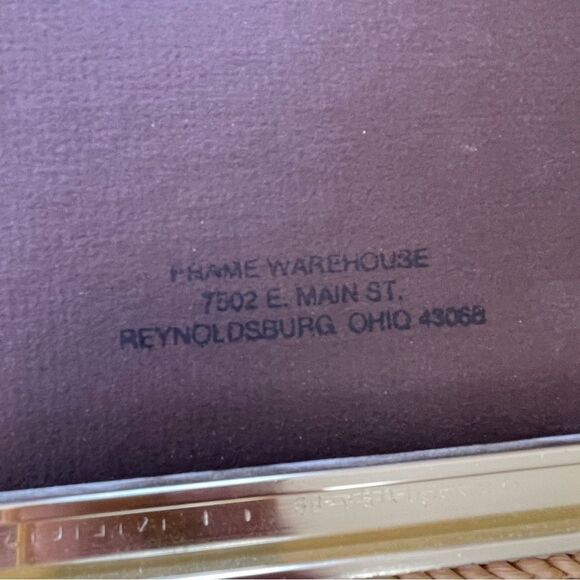 FRAME WAREHOUSE
7502 E. MAIN ST.
REYNOLDSBURG, OHIO 43068